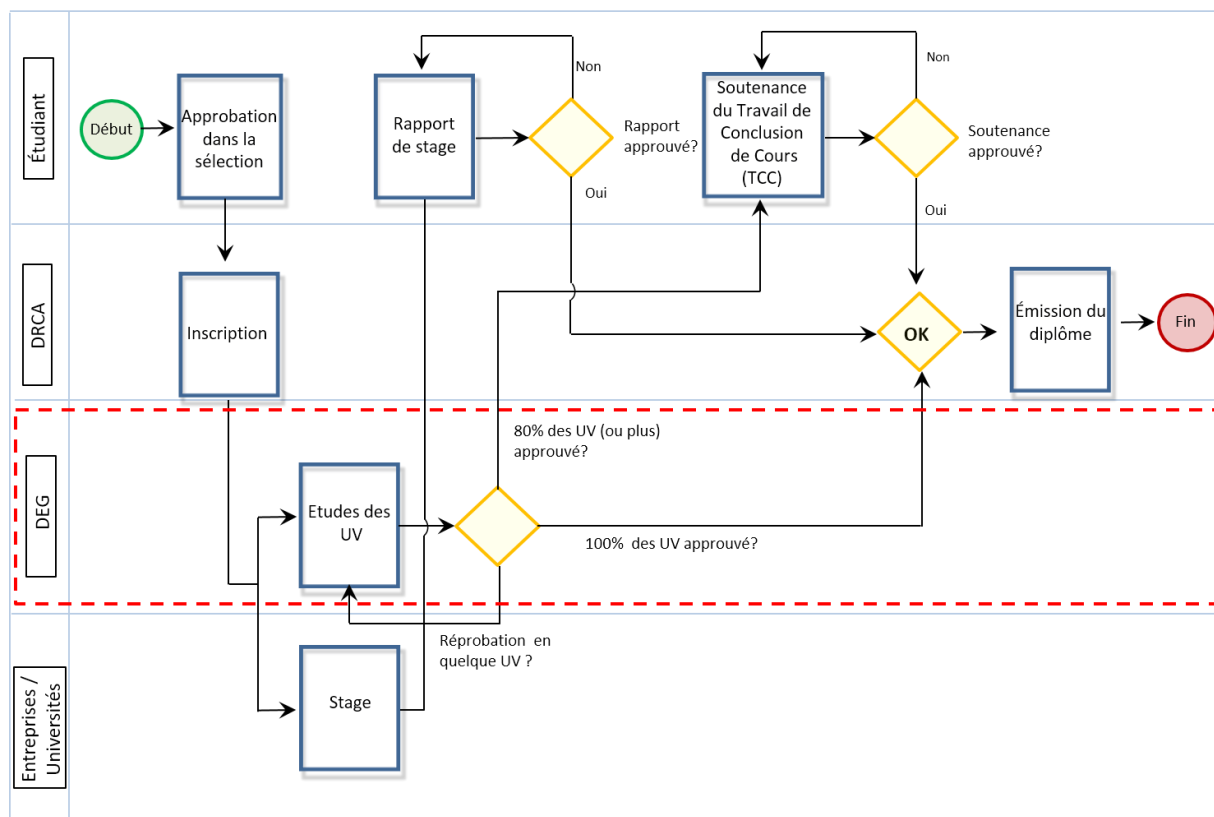 Étudiant
Début
Approbation
dans la
sélection
Rapport
de stage
Non
Rapport
approuvé?
Oui
Soutenance
du Travail de
Conclusion
de Cours
(TCC)
Non
Soutenance
approuvé?
Oui
DRCA
Inscription
OK
Émission du
diplôme
Fin
DEG
80% des UV (ou plus)
approuvé?
Etudes des
UV
100% des UV approuvé?
Entreprises /
Universités
Réprobation en
quelque UV ?
Stage